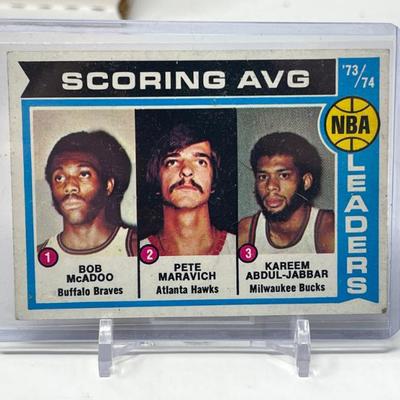 SCORING AVG
'73/74
NBA
LEADERS
1
BOB
McADOO
Buffalo Braves
2
PETE
MARAVICH
Atlanta Hawks
3
KAREEM
ABDUL-JABBAR
Milwaukee Bucks